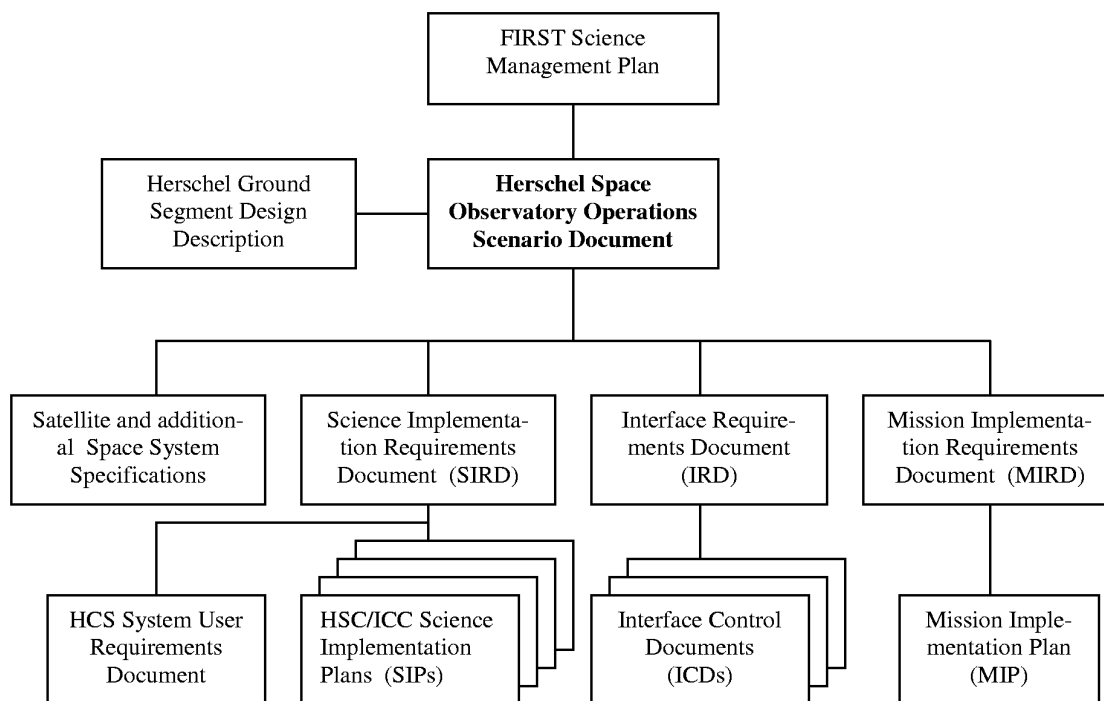 FIRST Science
Management Plan
Herschel Ground
Segment Design
Description
Herschel Space
Observatory Operations
Scenario Document
Satellite and addition-
al Space System
Specifications
Science Implementa-
tion Requirements
Document (SIRD)
Interface Require-
ments Document
(IRD)
Mission Implementa-
tion Requirements
Document (MIRD)
HCS System User
Requirements
Document
HSC/ICC Science
Implementation
Plans (SIPs)
Interface Control
Documents
(ICDs)
Mission Imple-
mentation Plan
(MIP)